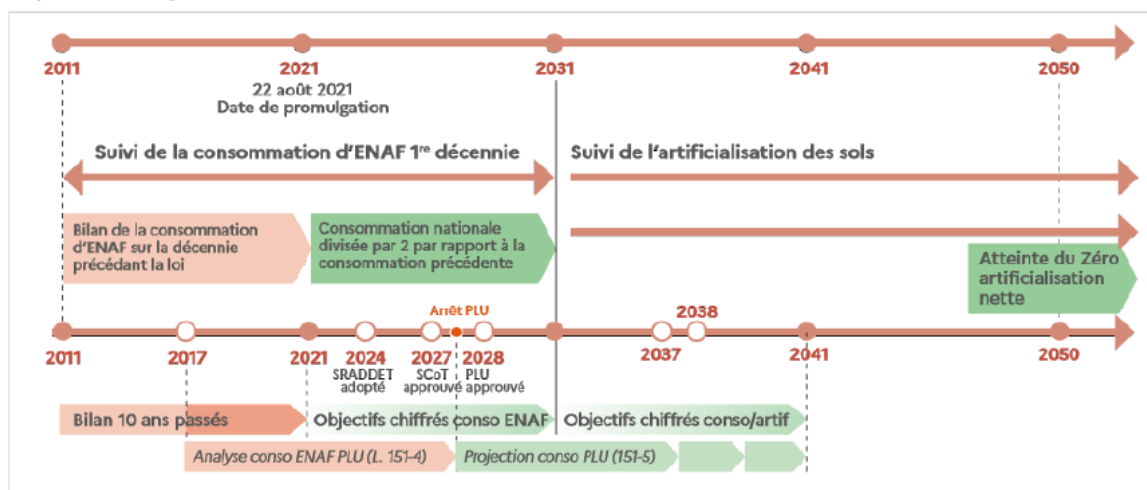 2011 2021 2031 2041 2050
22 août 2021
Date de promulgation
Suivi de la consommation d'ENAF 1re décennie
Suivi de l'artificialisation des sols
Bilan de la consommation
d'ENAF sur la décennie
précédant la loi
Consommation nationale
divisée par 2 par rapport à la
consommation précédente
Atteinte du Zéro
artificialisation
nette
Arrêt PLU
2038
2011 2017 2021 2024 2027 2028 2037 2041 2050
SRADDET
adopté
SCoT
approuvé
PLU
approuvé
Bilan 10 ans passés
Objectifs chiffrés conso ENAF
Objectifs chiffrés conso/artif
Analyse conso ENAF PLU (L. 151-4)
Projection conso PLU (151-5)